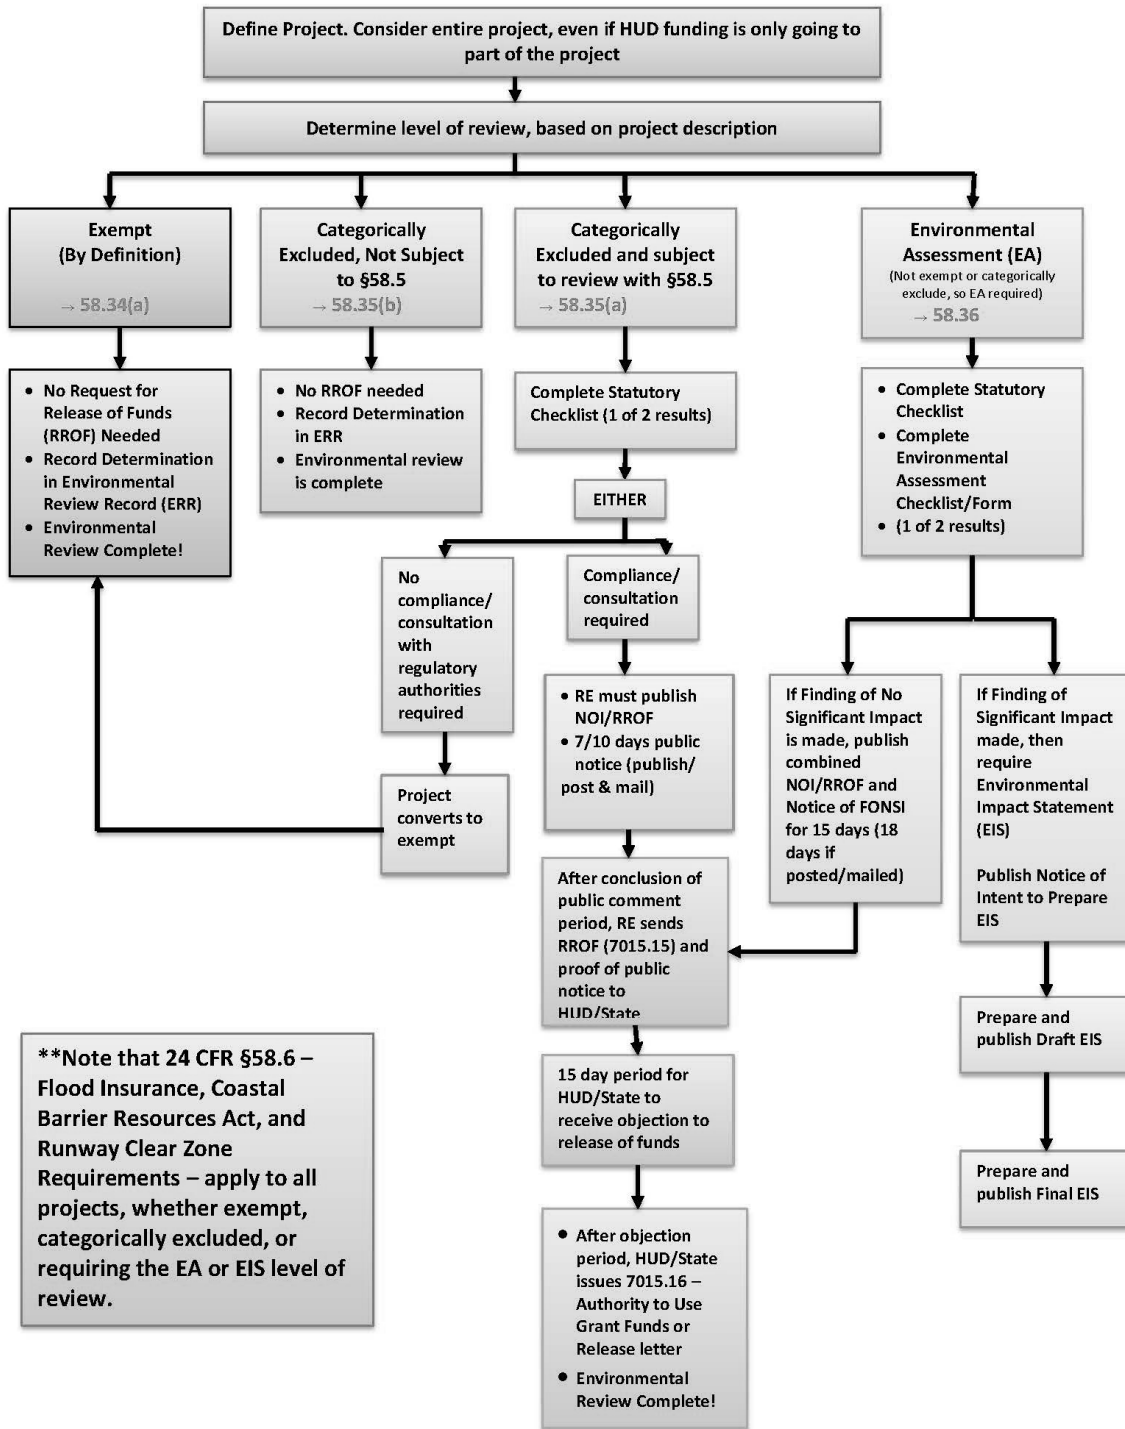 Define Project. Consider entire project, even if HUD funding is only going to
part of the project
Determine level of review, based on project description
Exempt
(By Definition)
→ 58.34(a)
Categorically
Excluded, Not Subject
to §58.5
→ 58.35(b)
Categorically
Excluded and subject
to review with §58.5
→ 58.35(a)
Environmental
Assessment (EA)
(Not exempt or categorically
exclude, so EA required)
→ 58.36
• No Request for
Release of Funds
(RROF) Needed
• Record Determination
in Environmental
Review Record (ERR)
• Environmental
Review Complete!
• No RROF needed
• Record Determination
in ERR
• Environmental review
is complete
Complete Statutory
Checklist (1 of 2 results)
• Complete Statutory
Checklist
• Complete
Environmental
Assessment
Checklist/Form
• (1 of 2 results)
EITHER
No
compliance/
consultation
with
regulatory
authorities
required
Compliance/
consultation
required
Project
converts to
exempt
• RE must publish
NOI/RROF
• 7/10 days public
notice (publish/
post & mail)
If Finding of No
Significant Impact
is made, publish
combined
NOI/RROF and
Notice of FONSI
for 15 days (18
days if
posted/mailed)
If Finding of
Significant Impact
made, then
require
Environmental
Impact Statement
(EIS)
Publish Notice of
Intent to Prepare
EIS
After conclusion of
public comment
period, RE sends
RROF (7015.15) and
proof of public
notice to
HUD/State
Prepare and
publish Draft EIS
15 day period for
HUD/State to
receive objection to
release of funds
Prepare and
publish Final EIS
• After objection
period, HUD/State
issues 7015.16 –
Authority to Use
Grant Funds or
Release letter
• Environmental
Review Complete!
**Note that 24 CFR §58.6 –
Flood Insurance, Coastal
Barrier Resources Act, and
Runway Clear Zone
Requirements – apply to all
projects, whether exempt,
categorically excluded, or
requiring the EA or EIS level of
review.